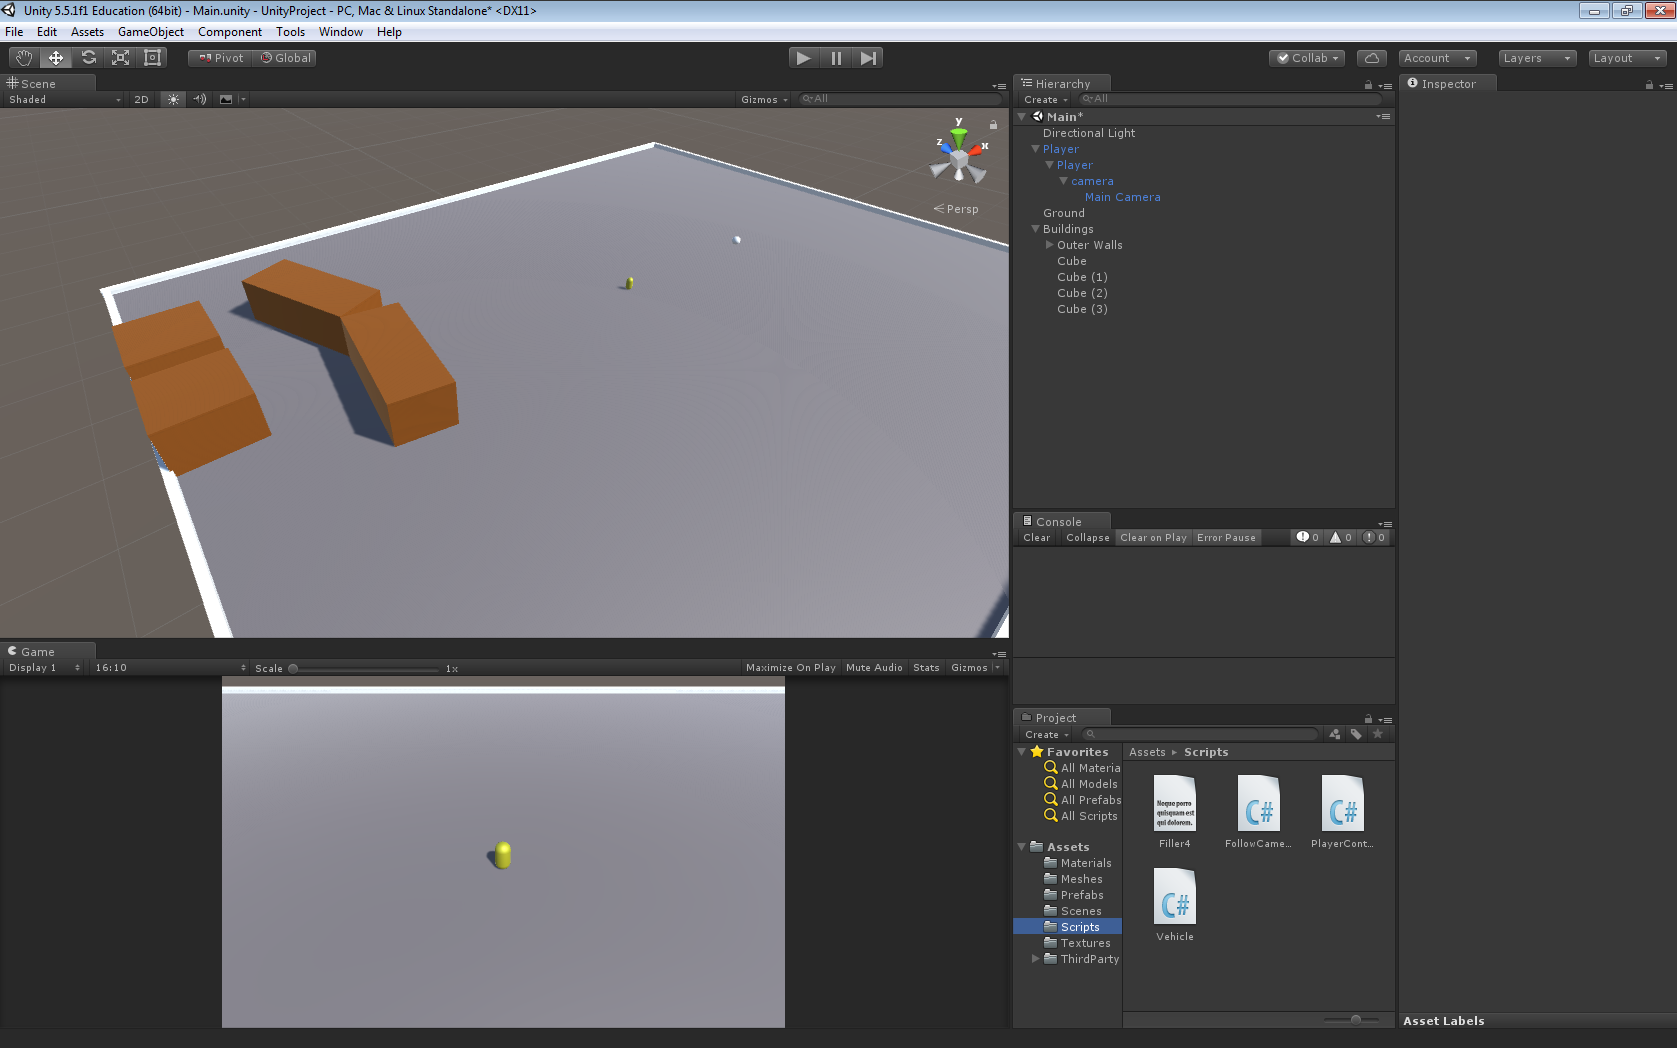 Unity 5.5.1f1 Education (64bit) - Main.unity - UnityProject - PC, Mac & Linux Standalone* <DX11>
File Edit Assets GameObject Component Tools Window Help
Pivot Global Collab Account Layers Layout
Scene
Shaded 2D Gizmos All
y
z
x
Persp
Game
Display 1 16:10 Scale 1x Maximize On Play Mute Audio Stats Gizmos
Hierarchy
Create All
Main*
Directional Light
Player
Player
camera
Main Camera
Ground
Buildings
Outer Walls
Cube
Cube (1)
Cube (2)
Cube (3)
Console
Clear Collapse Clear on Play Error Pause 0 0 0
Project
Create
Favorites
All Materia
All Models
All Prefabs
All Scripts
Assets
Materials
Meshes
Prefabs
Scenes
Scripts
Textures
ThirdParty
Assets Scripts
Neque porro
quisquam est
qui dolorem.
C#
C#
Filler4 FollowCame... PlayerCont...
C#
Vehicle
Inspector
Asset Labels